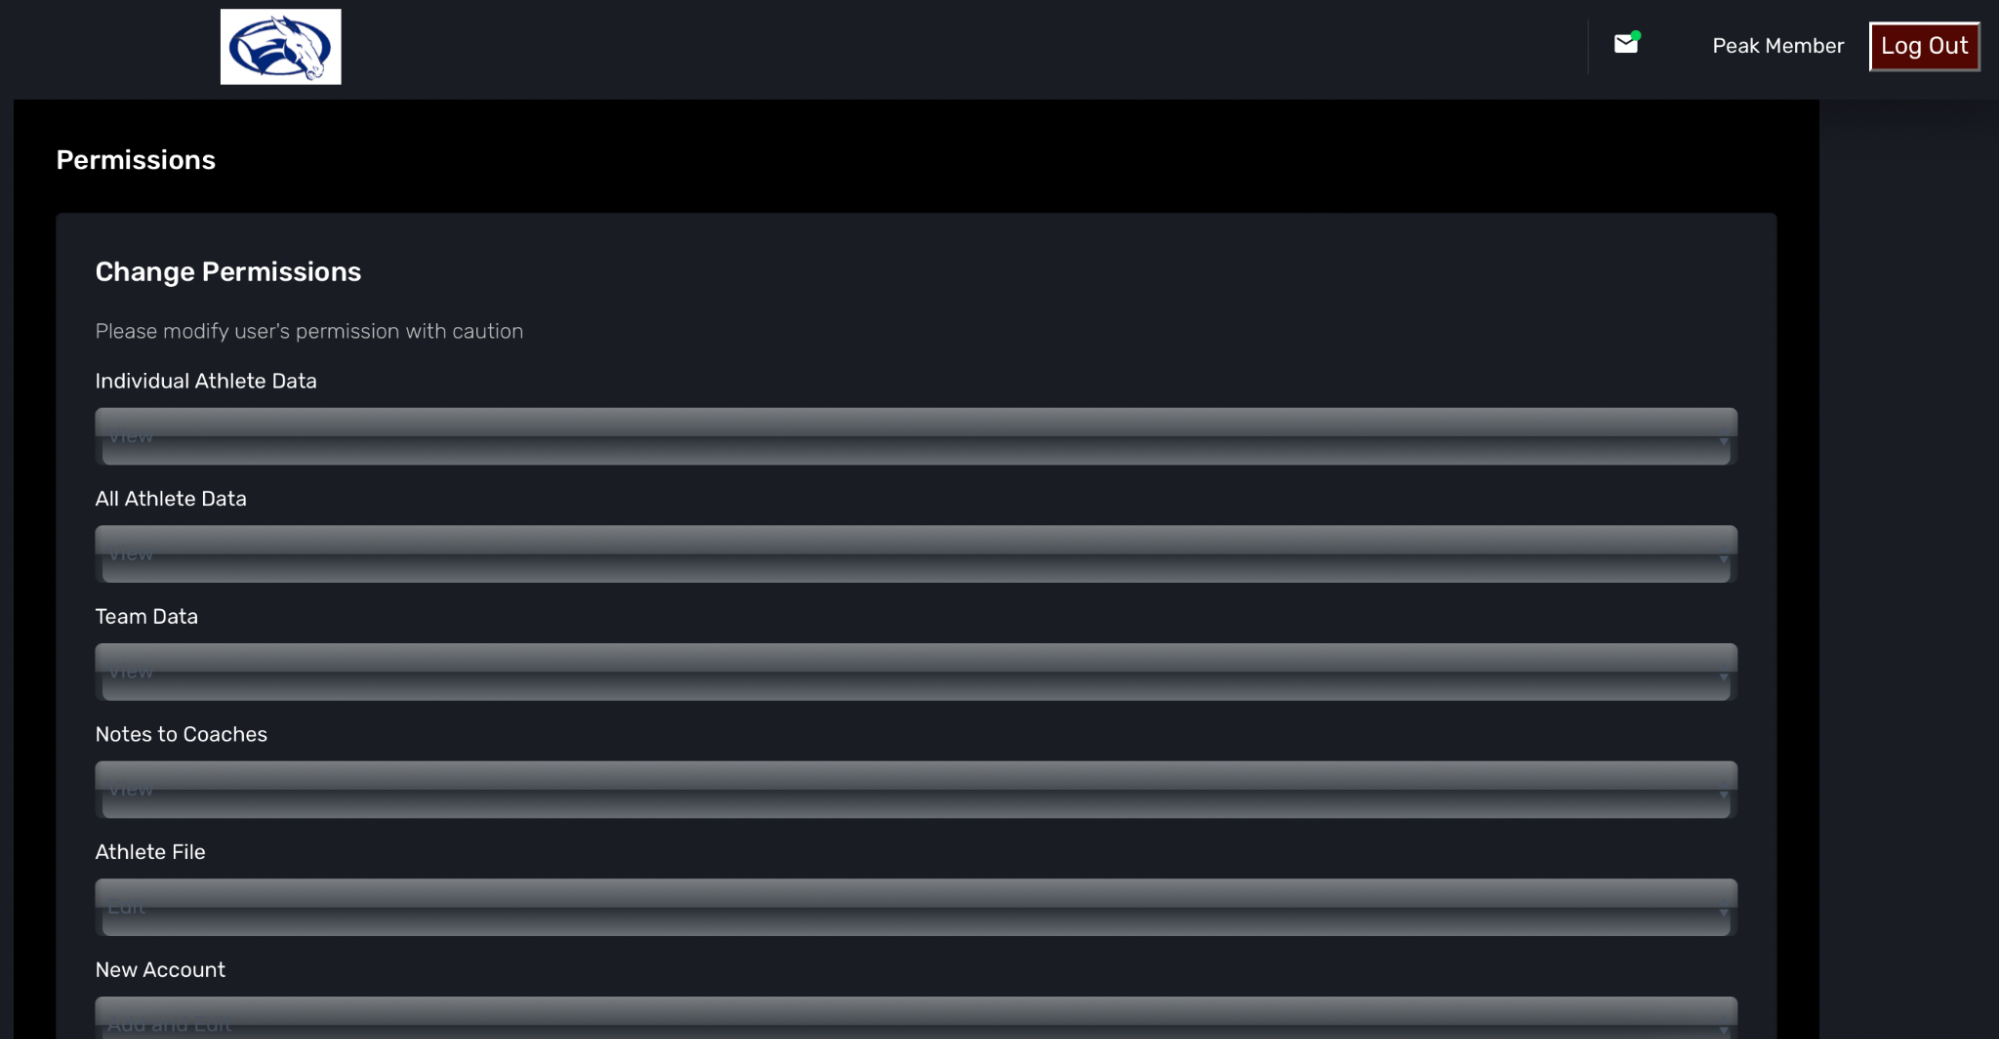 Peak Member
Log Out
Permissions
Change Permissions
Please modify user's permission with caution
Individual Athlete Data
View
All Athlete Data
View
Team Data
View
Notes to Coaches
View
Athlete File
Edit
New Account
Add and Edit